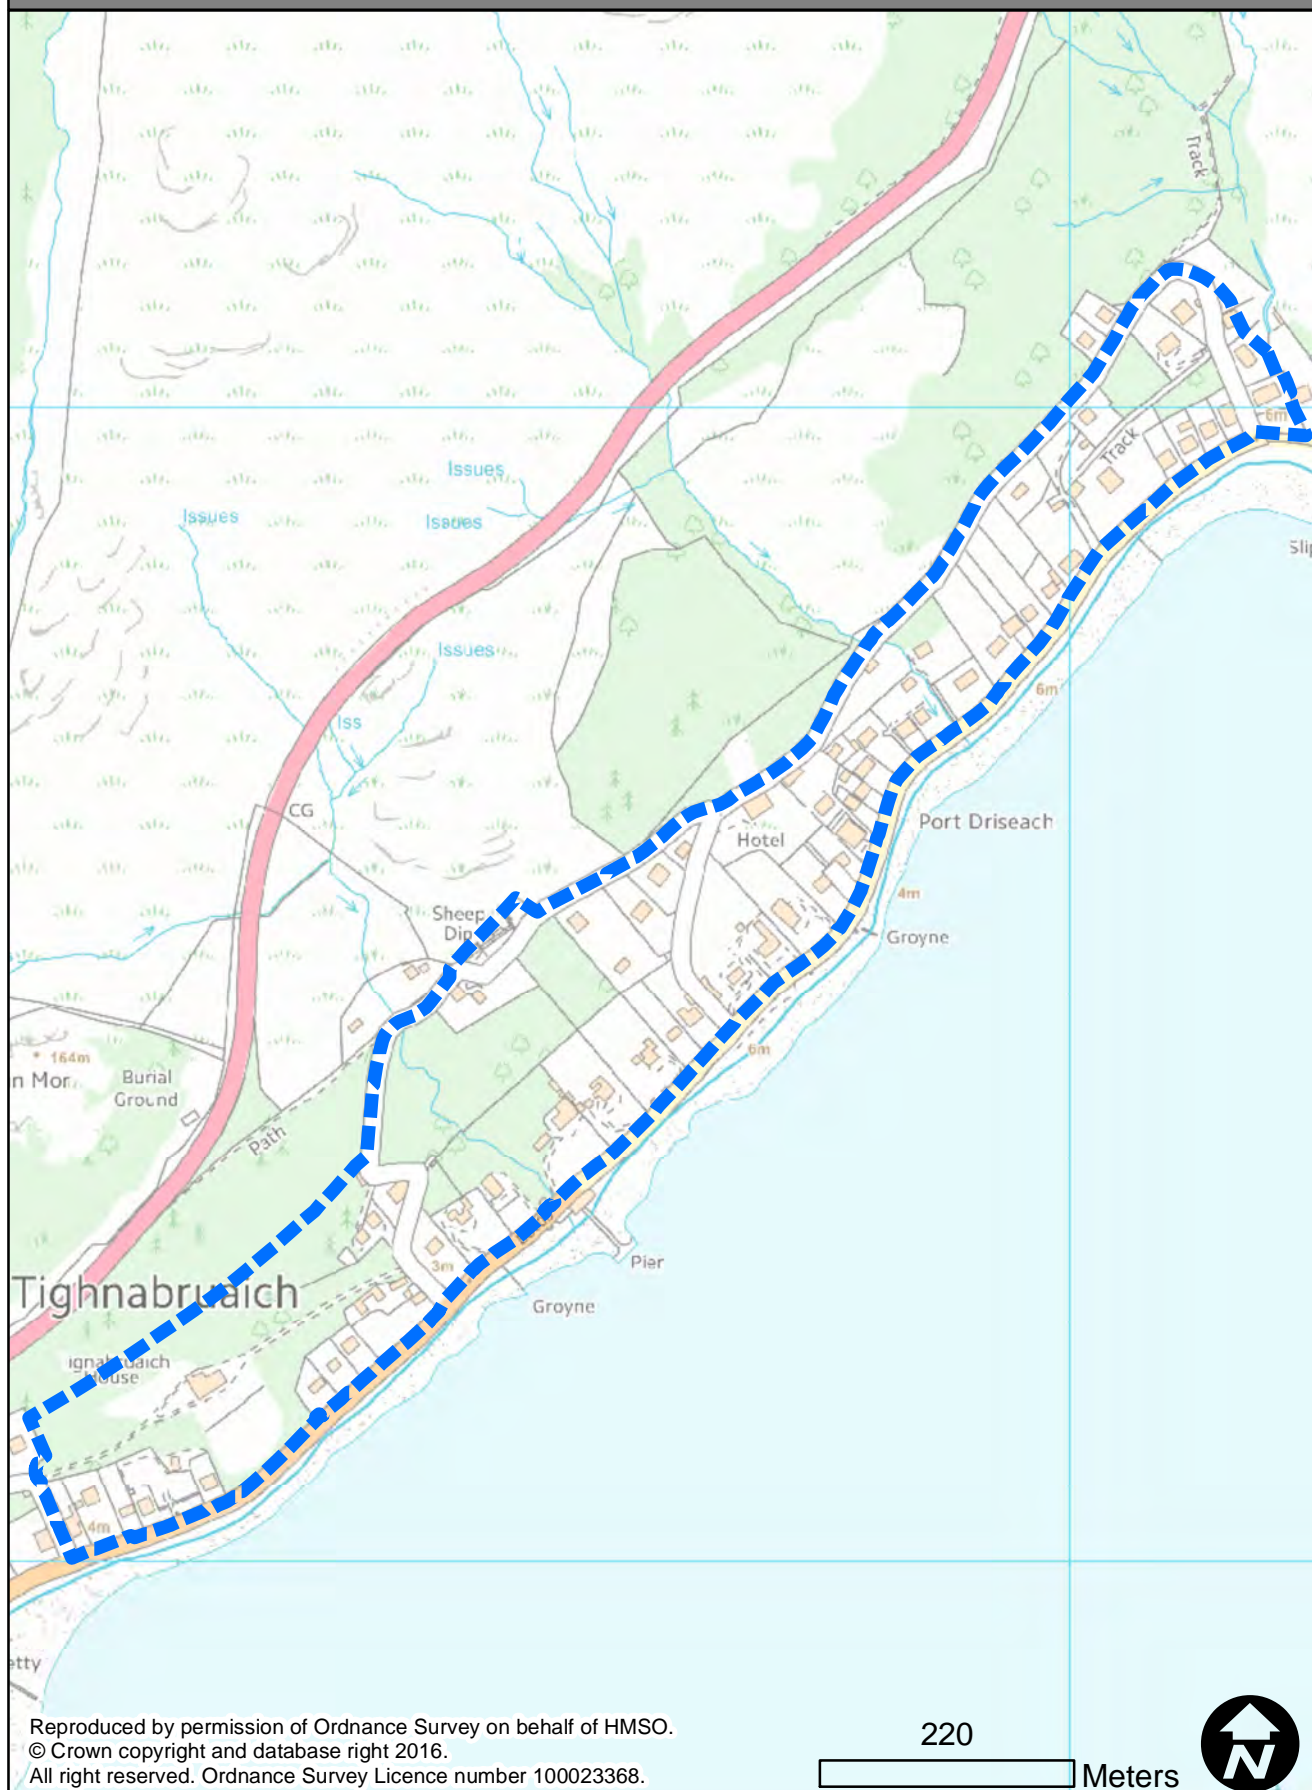 Track
Issues
Issues
Issues
6m
Track
Issues
Iss
6m
CG
Port Driseach
Hotel
4m
Sheep
Dip
Groyne
164m
n Mor
Burial
Ground
6m
Path
Pier
3m
Tighnabruaich
Groyne
ignabruaich
House
4m
etty
Reproduced by permission of Ordnance Survey on behalf of HMSO.
© Crown copyright and database right 2016.
All right reserved. Ordnance Survey Licence number 100023368.
220
Meters
N